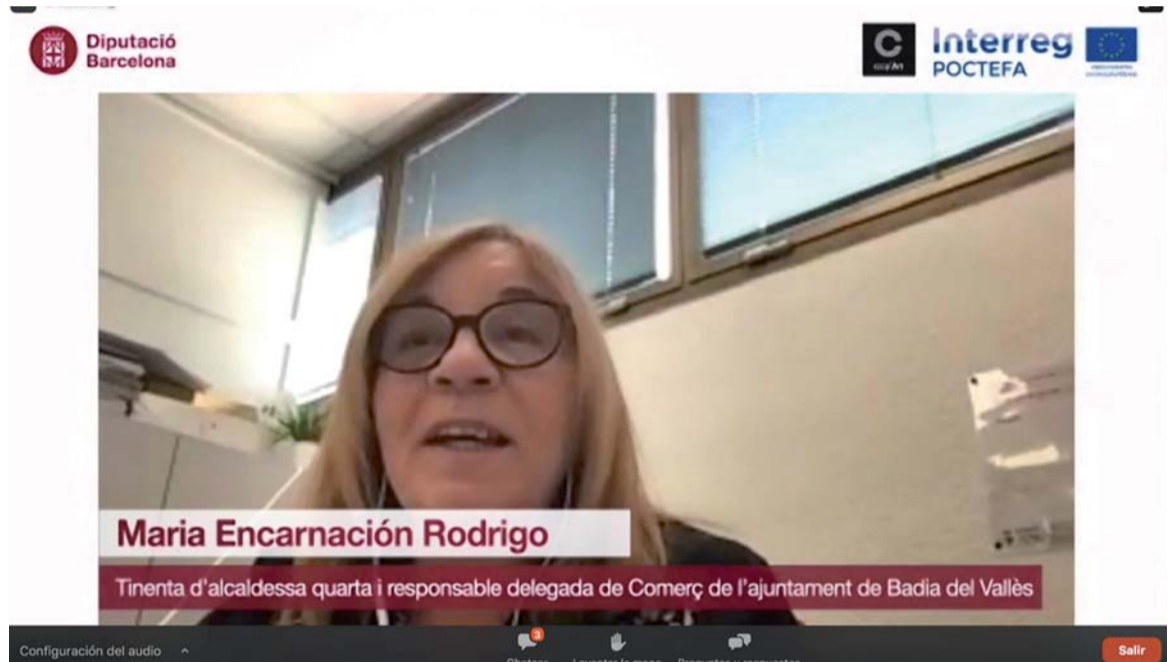 Diputació
Barcelona
Interreg
POCTEFA
Maria Encarnación Rodrigo
Tinenta d'alcaldessa quarta i responsable delegada de Comerç de l'ajuntament de Badia del Vallès
Configuración del audio
3
Salir